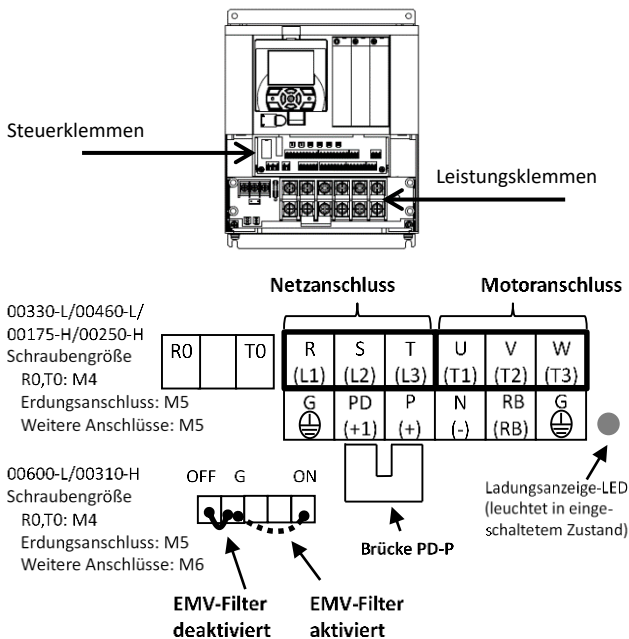 Steuerklemmen
Leistungsklemmen
Netzanschluss Motoranschluss
00330-L/00460-L/
00175-H/00250-H
Schraubengröße
R0,T0: M4
Erdungsanschluss: M5
Weitere Anschlüsse: M5
R0 T0
R S T U V W
(L1) (L2) (L3) (T1) (T2) (T3)
G PD P N RB G
(+1) (+) (-) (RB)
Ladungsanzeige-LED
(leuchtet in einge-
schaltetem Zustand)
00600-L/00310-H
Schraubengröße
R0,T0: M4
Erdungsanschluss: M5
Weitere Anschlüsse: M6
OFF G ON
Brücke PD-P
EMV-Filter
deaktiviert
EMV-Filter
aktiviert